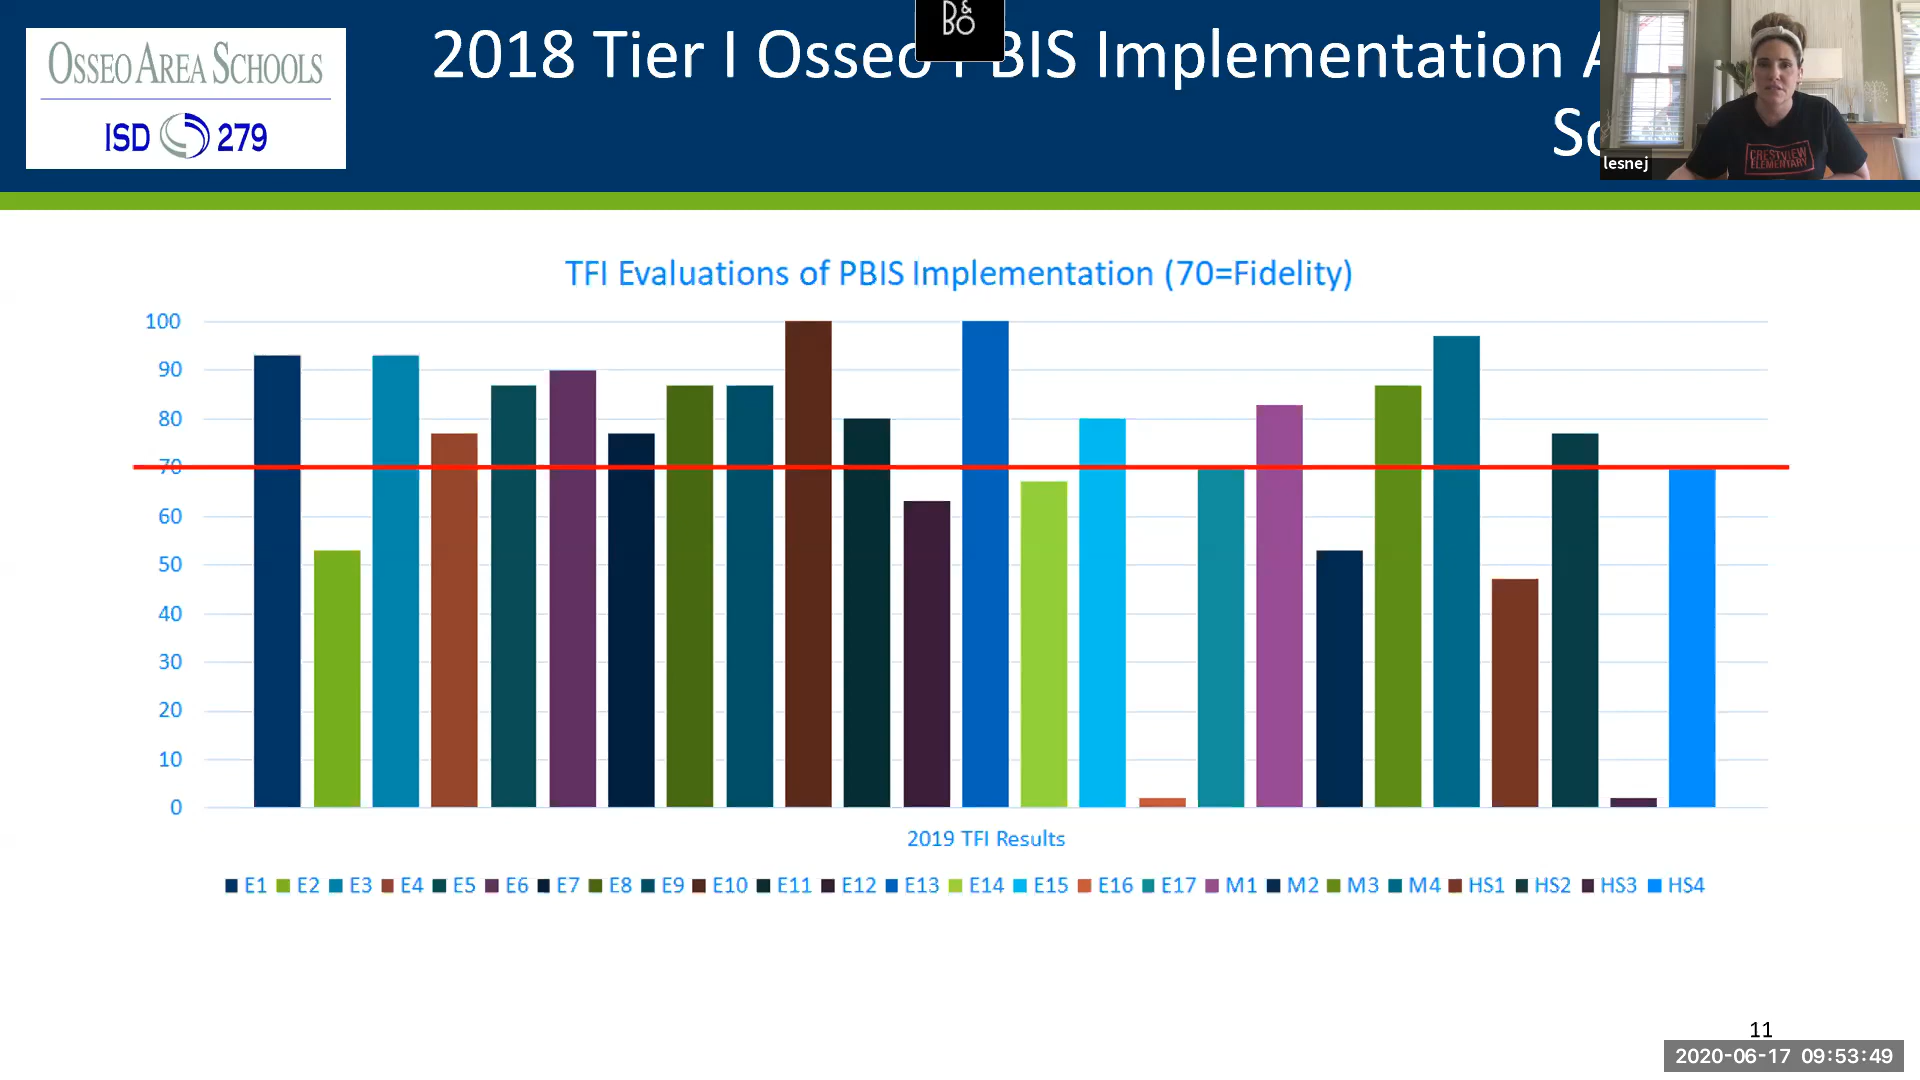 OSSEO AREA SCHOOLS
ISD 279
2018 Tier I Osseo PBIS Implementation
B&O
lesnej
CRESTVIEW
ELEMENTARY
TFI Evaluations of PBIS Implementation (70=Fidelity)
100
90
80
70
60
50
40
30
20
10
0
2019 TFI Results
E1 E2 E3 E4 E5 E6 E7 E8 E9 E10 E11 E12 E13 E14 E15 E16 E17 M1 M2 M3 M4 HS1 HS2 HS3 HS4
11
2020-06-17 09:53:49